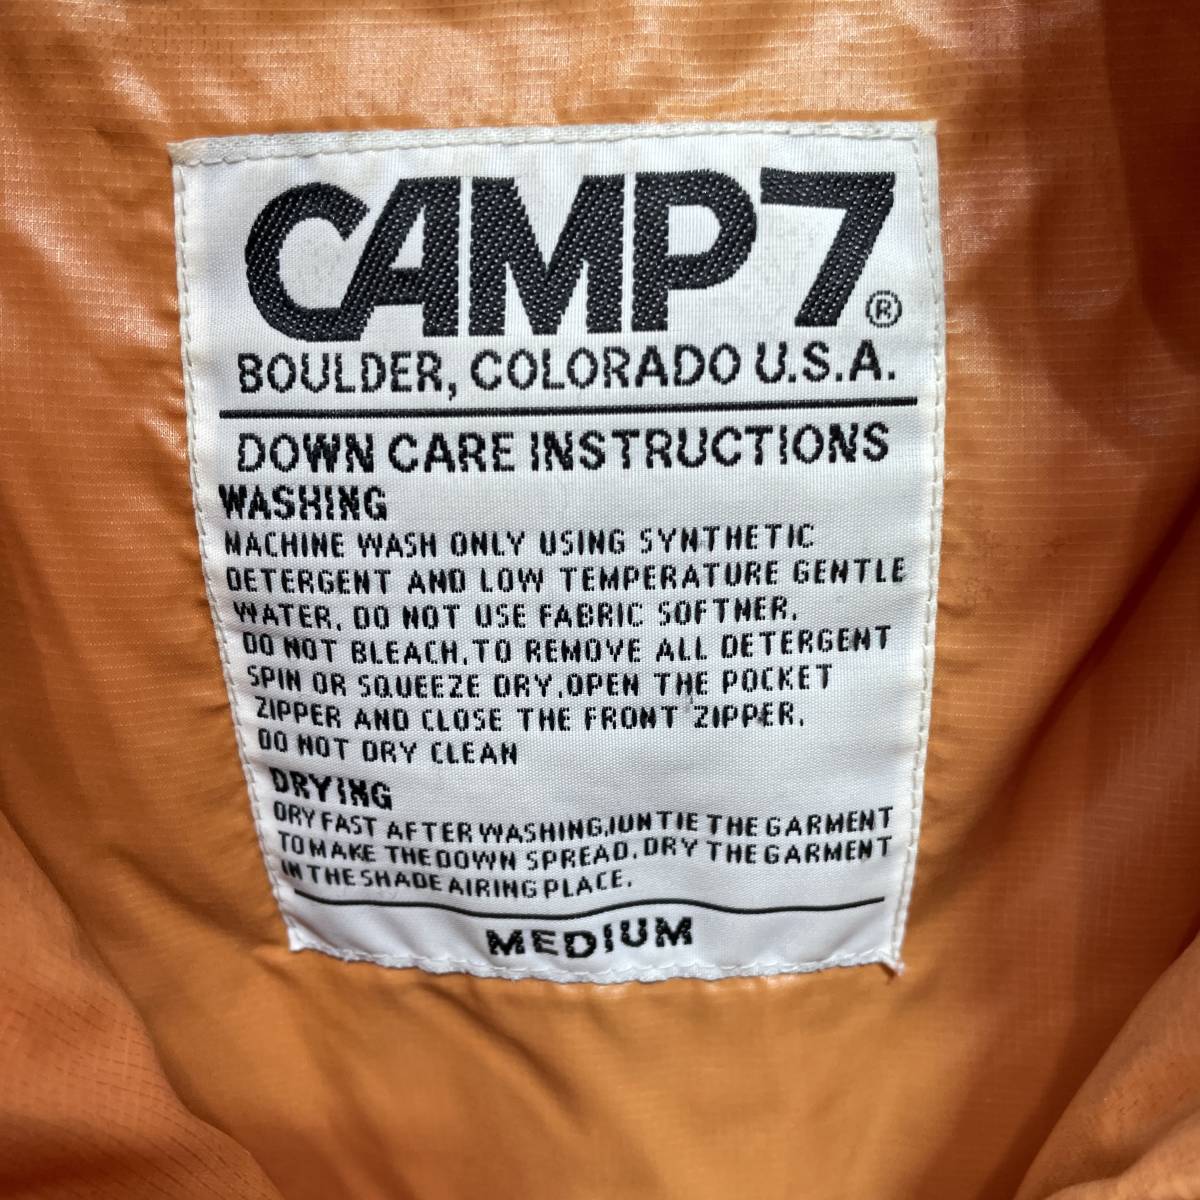 CAMP7®
BOULDER, COLORADO U.S.A.
DOWN CARE INSTRUCTIONS
WASHING
MACHINE WASH ONLY USING SYNTHETIC
DETERGENT AND LOW TEMPERATURE GENTLE
WATER. DO NOT USE FABRIC SOFTNER.
DO NOT BLEACH.TO REMOVE ALL DETERGENT
SPIN OR SQUEEZE DRY.OPEN THE POCKET
ZIPPER AND CLOSE THE FRONT ZIPPER.
DO NOT DRY CLEAN
DRYING
DRY FAST AFTER WASHING,IUNTIE THE GARMENT
TO MAKE THE DOWN SPREAD. DRY THE GARMENT
IN THE SHADE AIRING PLACE.
MEDIUM